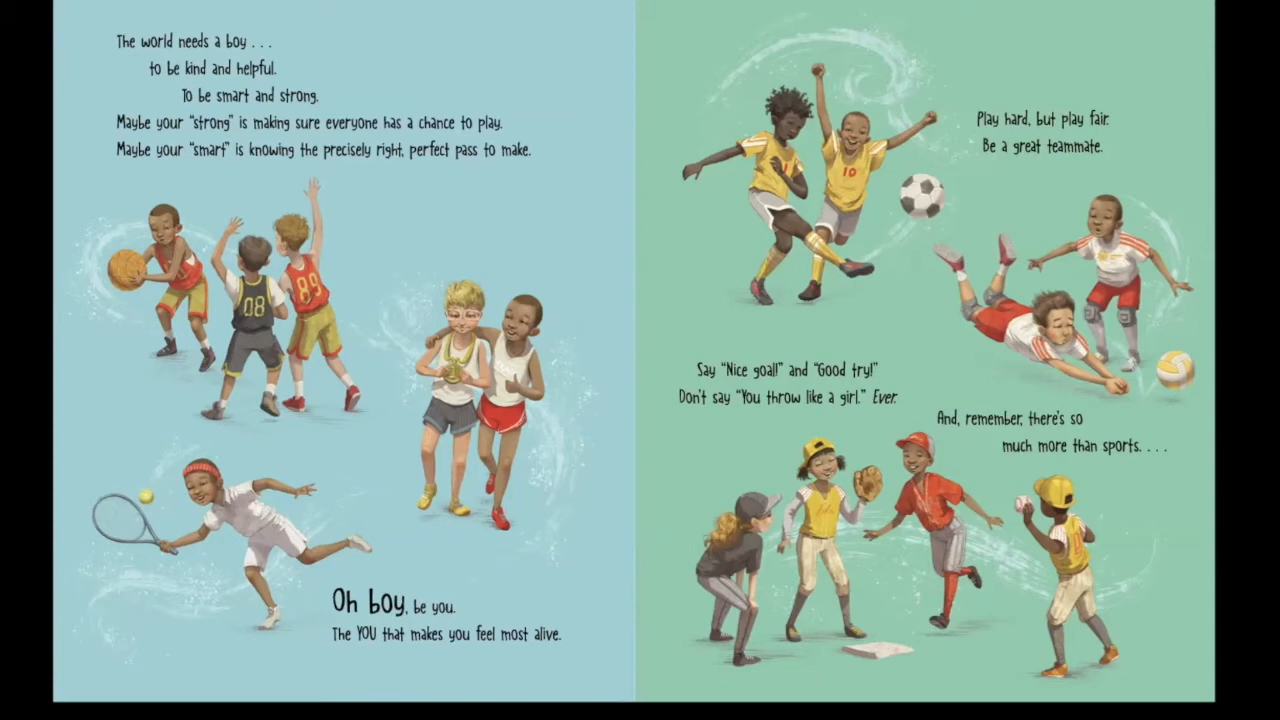 The world needs a boy . . .
to be kind and helpful.
To be smart and strong.
Maybe your "strong" is making sure everyone has a chance to play.
Maybe your "smart" is knowing the precisely right, perfect pass to make.
08
89
Oh boy, be you.
The YOU that makes you feel most alive.
1
10
Play hard, but play fair.
Be a great teammate.
Say "Nice goal!" and "Good try!"
Don't say "You throw like a girl." Ever.
And, remember, there's so
much more than sports. . . .